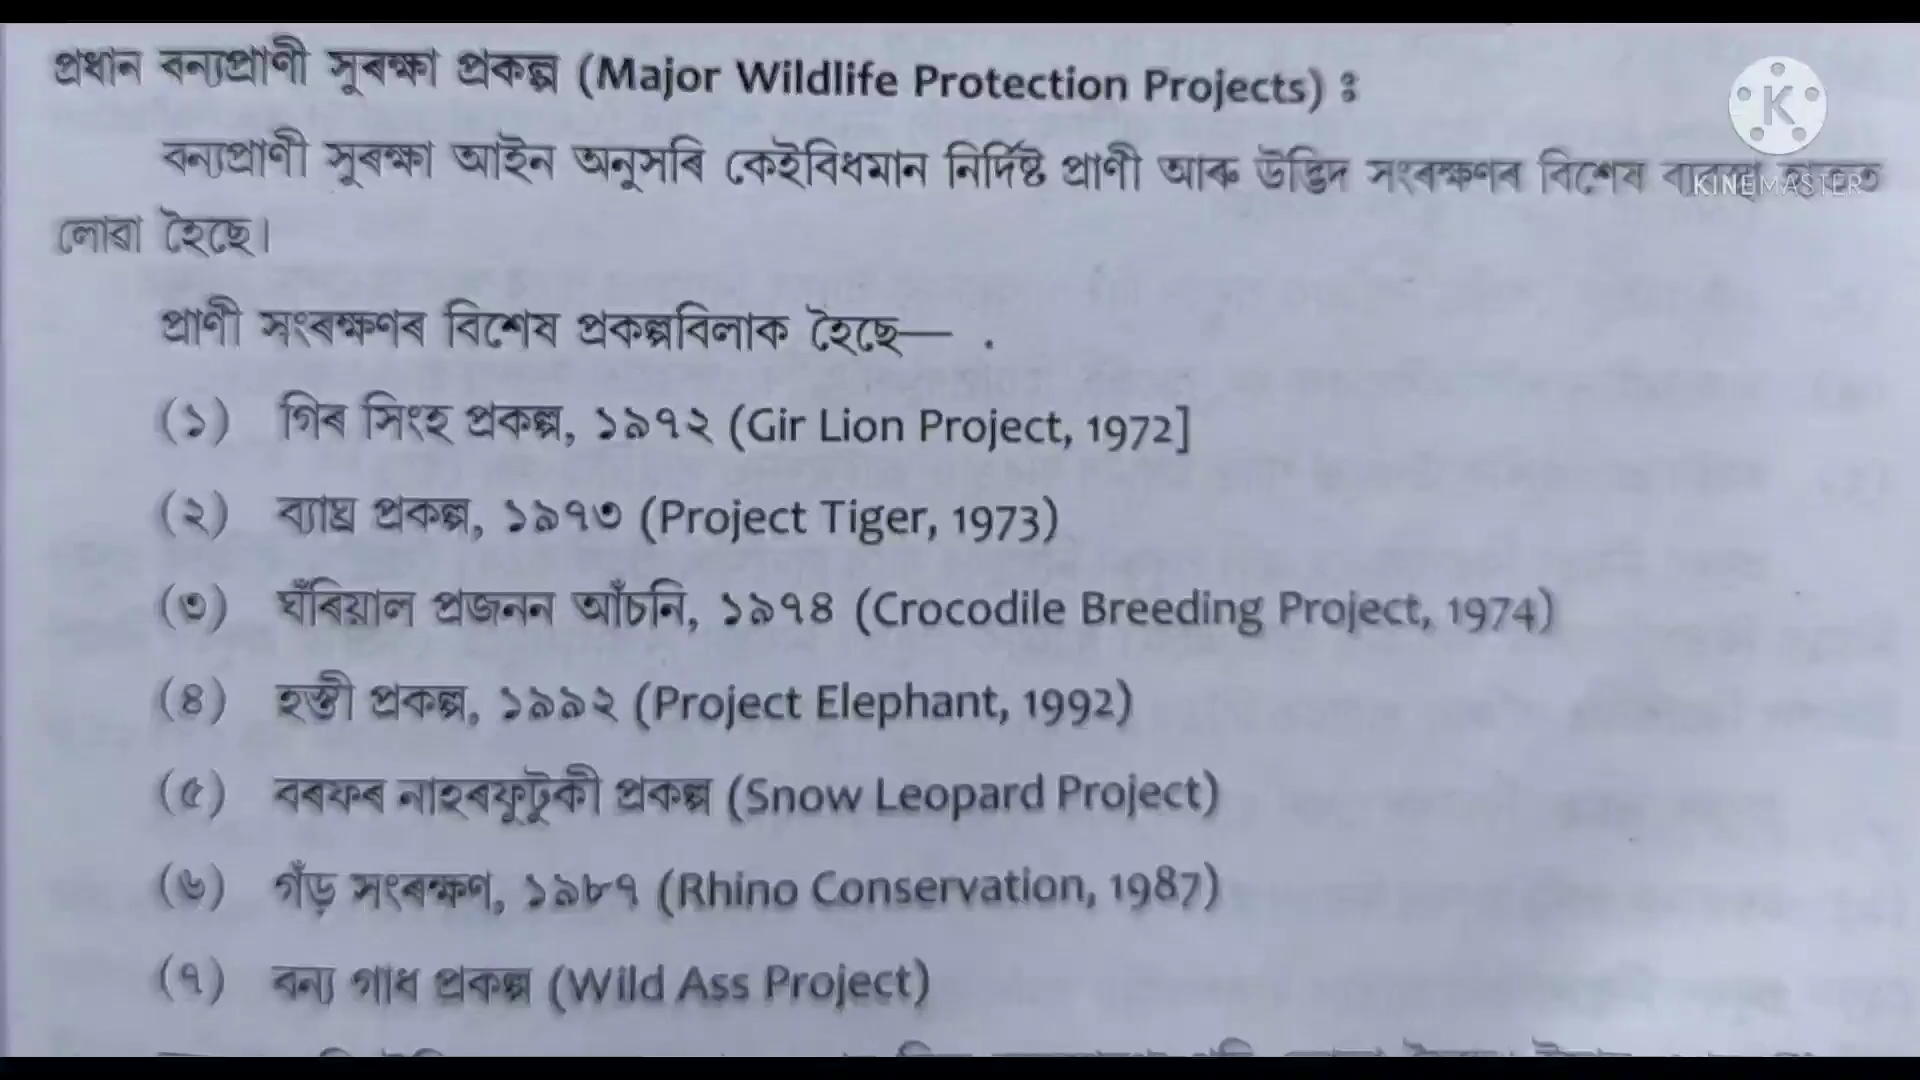 প্ৰধান বন্যপ্ৰাণী সুৰক্ষা প্ৰকল্প (Major Wildlife Protection Projects) ঃ
K
বন্যপ্ৰাণী সুৰক্ষা আইন অনুসৰি কেইবিধমান নিৰ্দিষ্ট প্ৰাণী আৰু উদ্ভিদ সংৰক্ষণৰ বিশেষ
KINEMASTER
লোৱা হৈছে।
প্ৰাণী সংৰক্ষণৰ বিশেষ প্ৰকল্পবিলাক হৈছে— .
(১) গিৰ সিংহ প্ৰকল্প, ১৯৭২ (Gir Lion Project, 1972]
(২) ব্যাঘ্ৰ প্ৰকল্প, ১৯৭৩ (Project Tiger, 1973)
(৩) ঘঁৰিয়াল প্ৰজনন আঁচনি, ১৯৭৪ (Crocodile Breeding Project, 1974)
(৪) হস্তী প্ৰকল্প, ১৯৯২ (Project Elephant, 1992)
(৫) বৰফৰ নাহৰফুটুকী প্ৰকল্প (Snow Leopard Project)
(৬) গঁড় সংৰক্ষণ, ১৯৮৭ (Rhino Conservation, 1987)
(৭) বন্য গাধ প্ৰকল্প (Wild Ass Project)